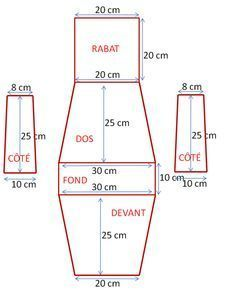 20 cm
RABAT
20 cm
20 cm
8 cm
25 cm
CÔTÉ
10 cm
25 cm
DOS
8 cm
25 cm
CÔTÉ
10 cm
30 cm
FOND
10 cm
30 cm
DEVANT
25 cm
20 cm